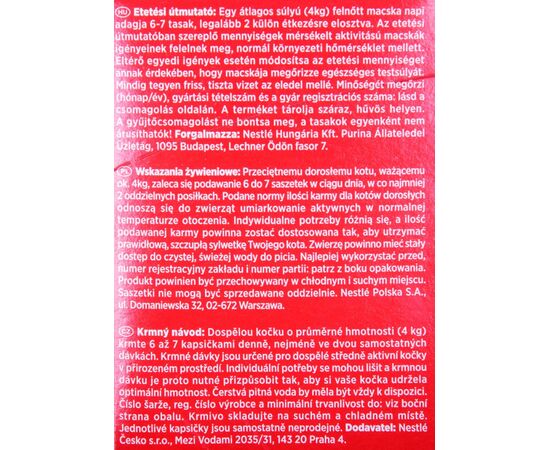 HU Etetési útmutató: Egy átlagos súlyú (4kg) felnőtt macska napi
adagja 6-7 tasak, legalább 2 külön étkezésre elosztva. Az etetési
útmutatóban szereplő mennyiségek mérsékelt aktivitású macskák
igényeinek felelnek meg, normál környezeti hőmérséklet mellett.
Eltérő egyedi igények esetén módosítsa az etetési mennyiséget
annak érdekében, hogy macskája megőrizze egészséges testsúlyát.
Mindig tegyen friss, tiszta vizet az eledel mellé. Minőségét megőrzi
(hónap/év), gyártási tételszám és a gyár regisztrációs száma: lásd a
csomagolás oldalán. A terméket tárolja száraz, hűvös helyen.
A gyűjtőcsomagolást ne bontsa meg, a tasakok egyenként nem
árusíthatók! Forgalmazza: Nestlé Hungária Kft. Purina Állateledel
Üzletág, 1095 Budapest, Lechner Ödön fasor 7.
PL Wskazania żywieniowe: Przeciętnemu dorosłemu kotu, ważącemu
ok. 4kg, zaleca się podawanie 6 do 7 saszetek w ciągu dnia, w co najmniej
2 oddzielnych posiłkach. Podane normy ilości karmy dla kotów dorosłych
odnoszą się do zwierząt umiarkowanie aktywnych w normalnej
temperaturze otoczenia. Indywidualne potrzeby różnią się, a ilość
podawanej karmy powinna zostać dostosowana tak, aby utrzymać
prawidłową, szczupłą sylwetkę Twojego kota. Zwierzę powinno mieć stały
dostęp do czystej, świeżej wody do picia. Najlepiej wykorzystać przed,
numer rejestracyjny zakładu i numer partii: patrz z boku opakowania.
Produkt powinien być przechowywany w chłodnym i suchym miejscu.
Saszetki nie mogą być sprzedawane oddzielnie. Nestlé Polska S.A.,
ul. Domaniewska 32, 02-672 Warszawa.
CZ Krmný návod: Dospělou kočku o průměrné hmotnosti (4 kg)
krmte 6 až 7 kapsičkami denně, nejméně ve dvou samostatných
dávkách. Krmné dávky jsou určené pro dospělé středně aktivní kočky
v přirozeném prostředí. Individuální potřeby se mohou lišit a krmnou
dávku je proto nutné přizpůsobit tak, aby si vaše kočka udržela
optimální hmotnost. Čerstvá pitná voda by měla být vždy k dispozici.
Číslo šarže, reg. číslo výrobce a minimální trvanlivost do: viz boční
strana obalu. Krmivo skladujte na suchém a chladném místě.
Jednotlivé kapsičky jsou samostatně neprodejné. Dodavatel: Nestlé
Česko s.r.o., Mezi Vodami 2035/31, 143 20 Praha 4.